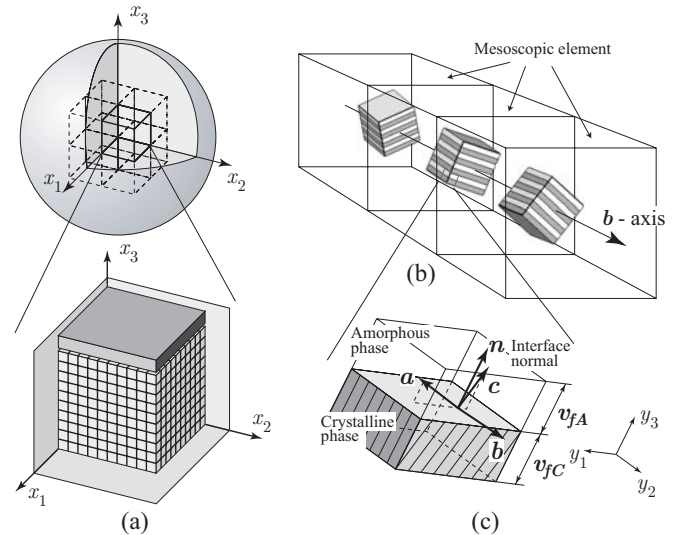 x3
x1
x2
x3
x1
x2
(a)
Mesoscopic element
b - axis
(b)
Amorphous
phase
n
Interface
normal
a
c
Crystalline
phase
b
vfA
vfC
y3
y1
y2
(c)